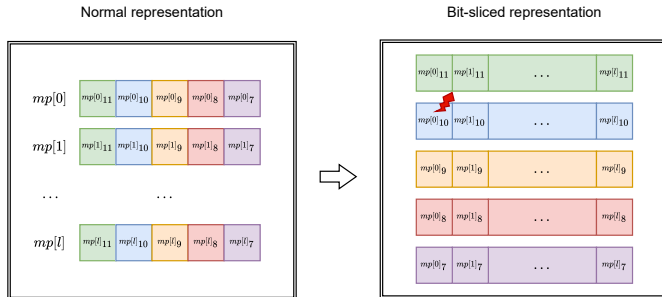 Normal representation
mp[0] mp[0]11 mp[0]10 mp[0]9 mp[0]8 mp[0]7
mp[1] mp[1]11 mp[1]10 mp[1]9 mp[1]8 mp[1]7
... ...
mp[l] mp[l]11 mp[l]10 mp[l]9 mp[l]8 mp[l]7
Bit-sliced representation
mp[0]11 mp[1]11 ... mp[l]11
mp[0]10 mp[1]10 ... mp[l]10
mp[0]9 mp[1]9 ... mp[l]9
mp[0]8 mp[1]8 ... mp[l]8
mp[0]7 mp[1]7 ... mp[l]7